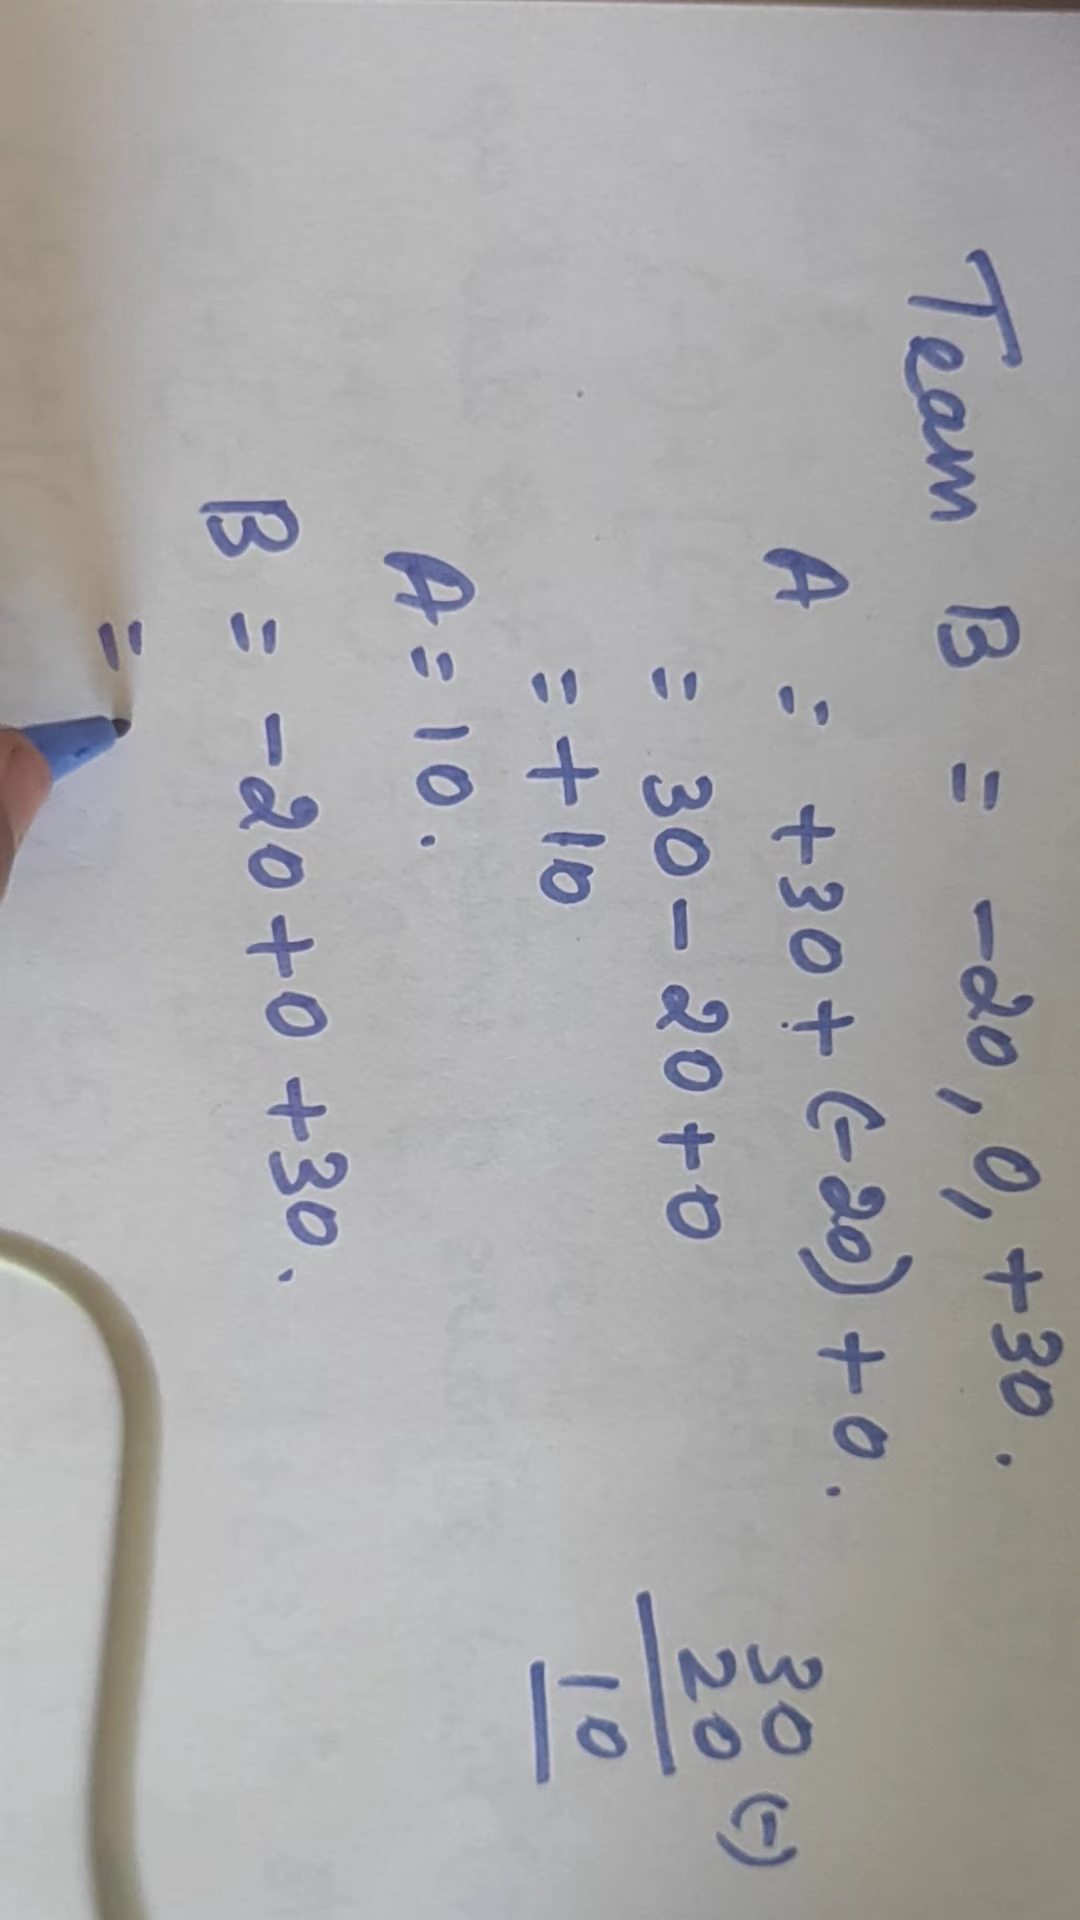 Team B = -20, 0, +30.
A = +30 + (-20) + 0.
= 30 - 20 + 0
= + 10
A = 10.
B = -20 + 0 + 30.
=
30
20 (-)
10